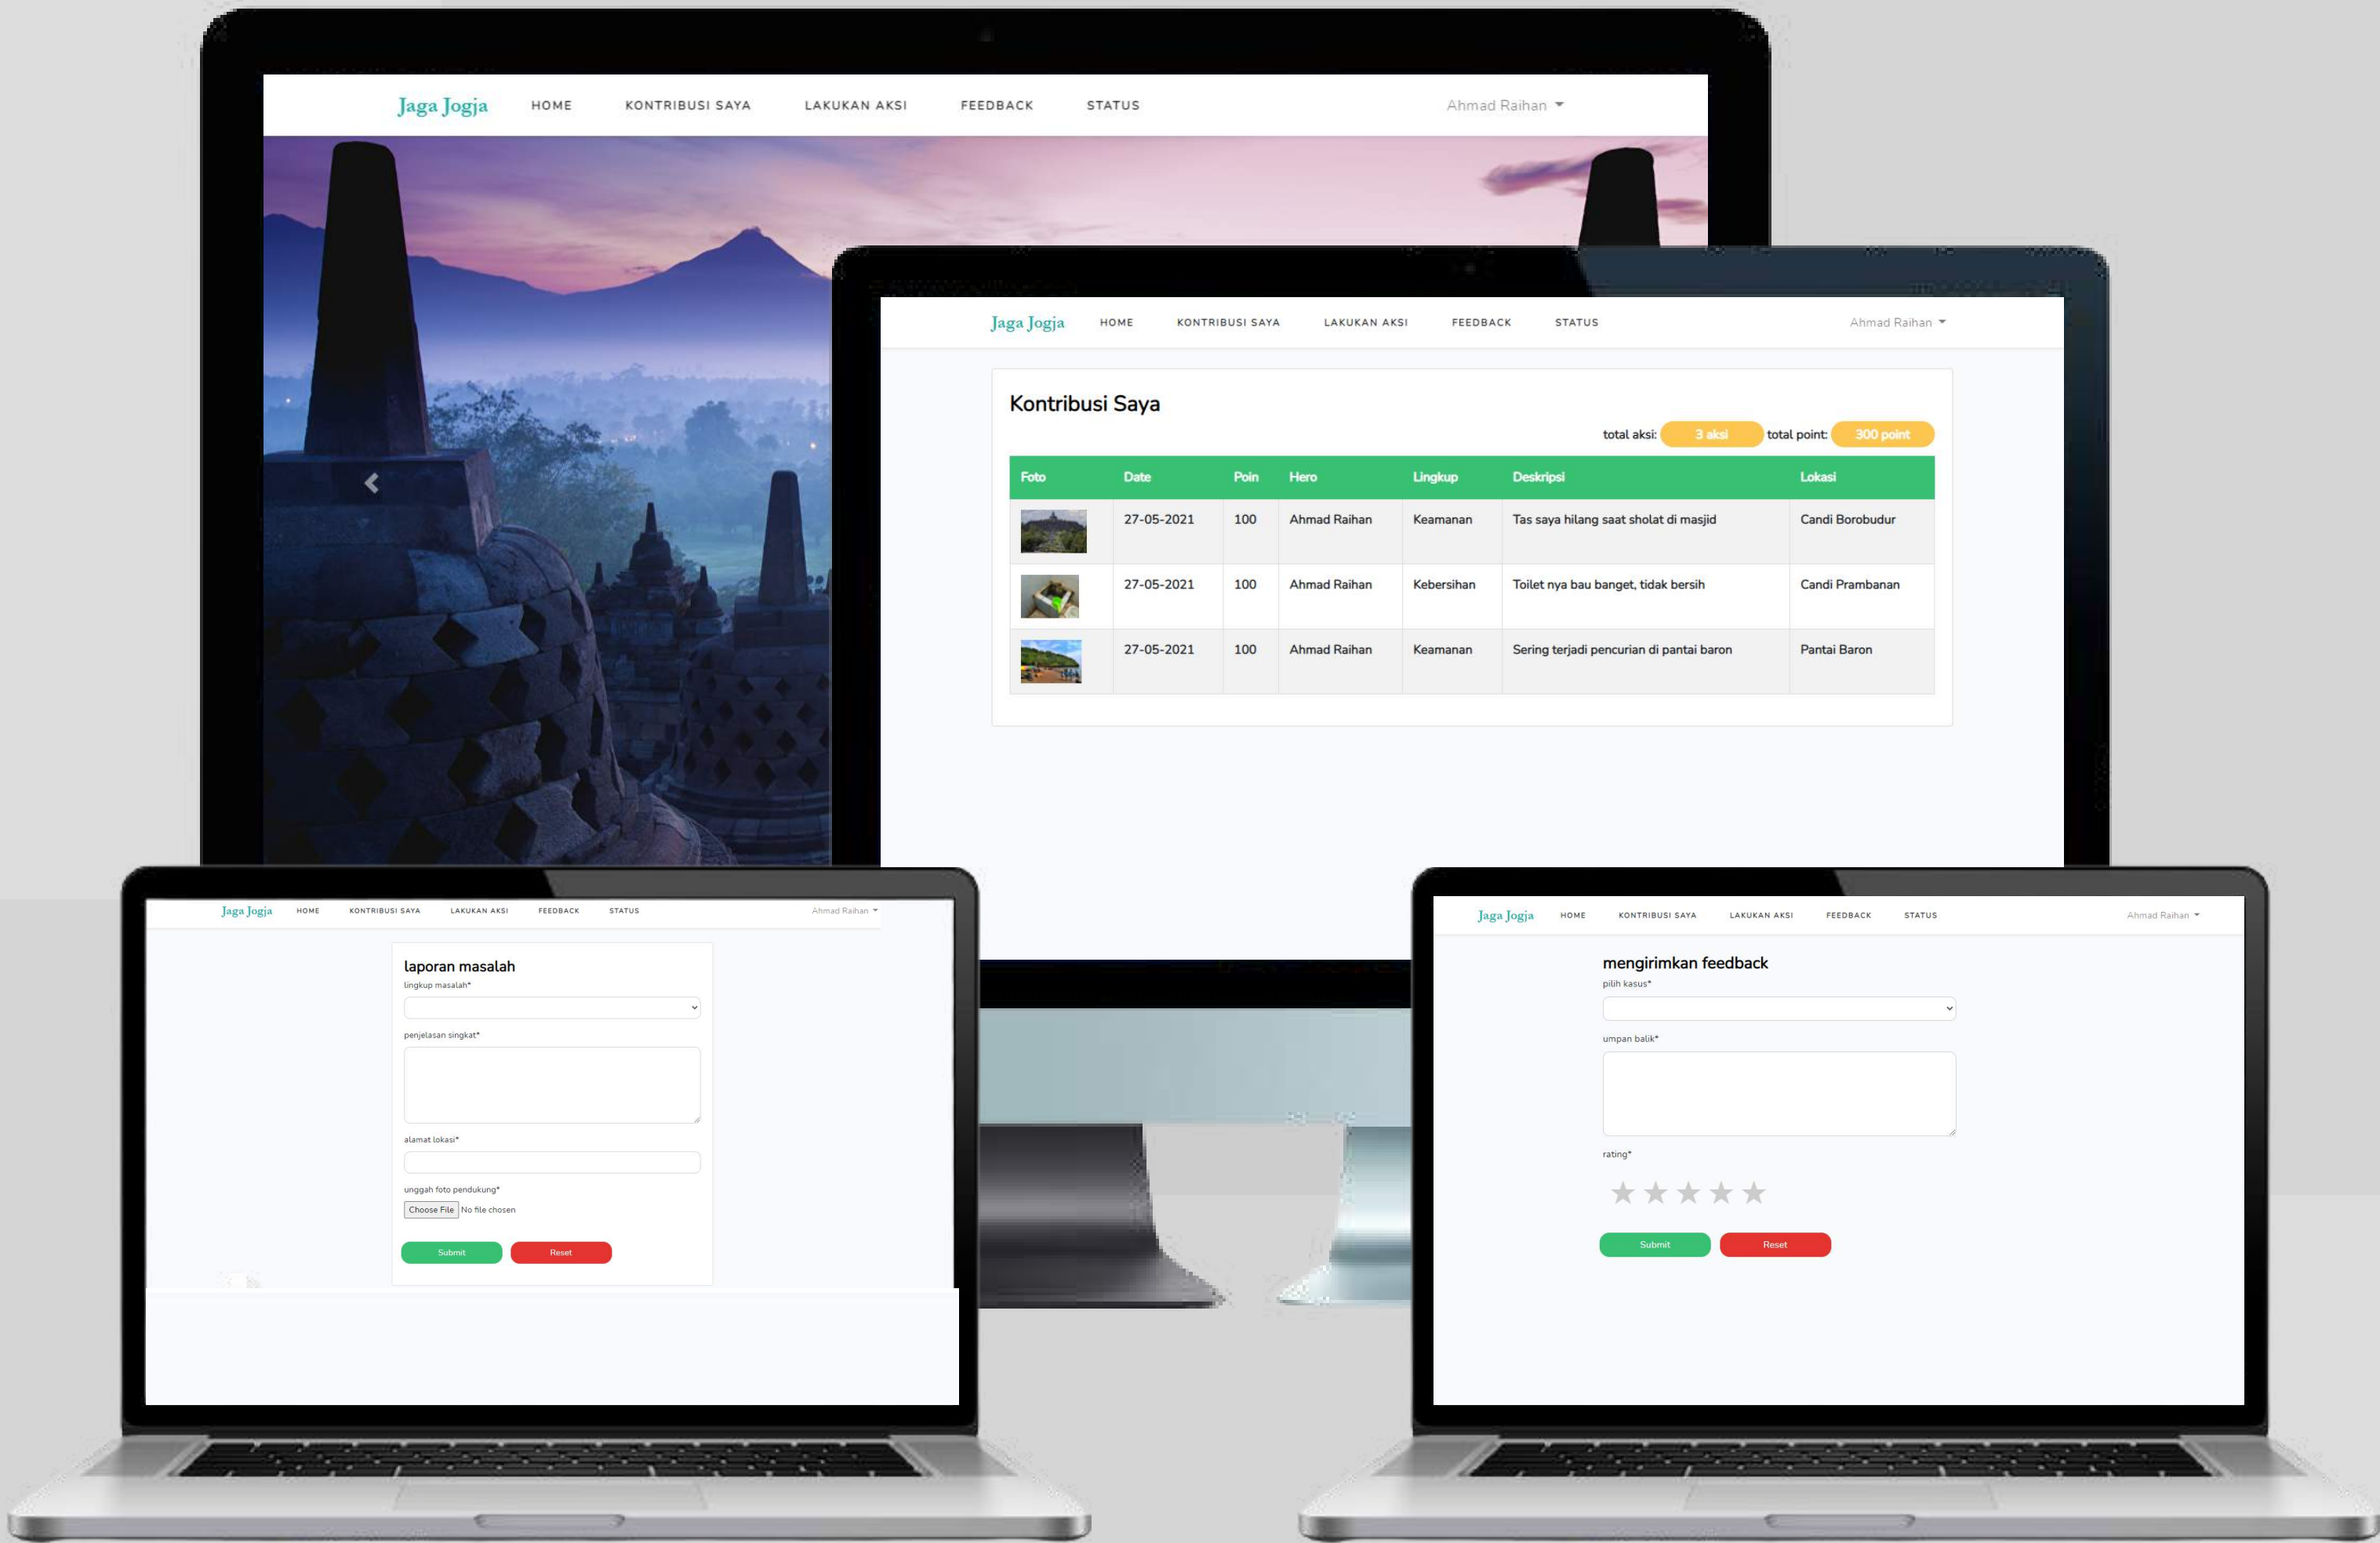 Jaga Jogja HOME KONTRIBUSI SAYA LAKUKAN AKSI FEEDBACK STATUS Ahmad Raihan
Jaga Jogja HOME KONTRIBUSI SAYA LAKUKAN AKSI FEEDBACK STATUS Ahmad Raihan
Kontribusi Saya
total aksi: 3 aksi total point: 300 point
Foto Date Poin Hero Lingkup Deskripsi Lokasi
27-05-2021 100 Ahmad Raihan Keamanan Tas saya hilang saat sholat di masjid Candi Borobudur
27-05-2021 100 Ahmad Raihan Kebersihan Toilet nya bau banget, tidak bersih Candi Prambanan
27-05-2021 100 Ahmad Raihan Keamanan Sering terjadi pencurian di pantai baron Pantai Baron
Jaga Jogja HOME KONTRIBUSI SAYA LAKUKAN AKSI FEEDBACK STATUS Ahmad Raihan
laporan masalah
lingkup masalah*
penjelasan singkat*
alamat lokasi*
unggah foto pendukung*
Choose File No file chosen
Submit Reset
Jaga Jogja HOME KONTRIBUSI SAYA LAKUKAN AKSI FEEDBACK STATUS Ahmad Raihan
mengirimkan feedback
pilih kasus*
umpan balik*
rating*
Submit Reset